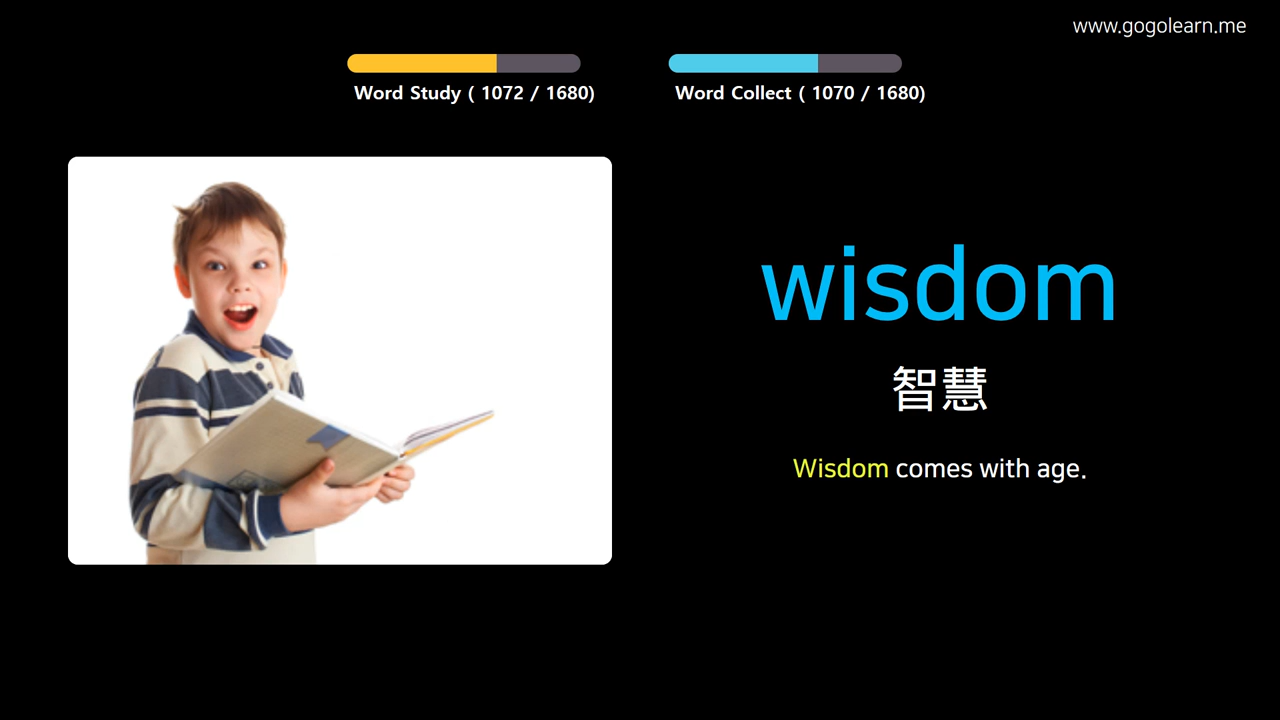 www.gogolearn.me
Word Study ( 1072 / 1680)
Word Collect ( 1070 / 1680)
wisdom
智慧
Wisdom comes with age.